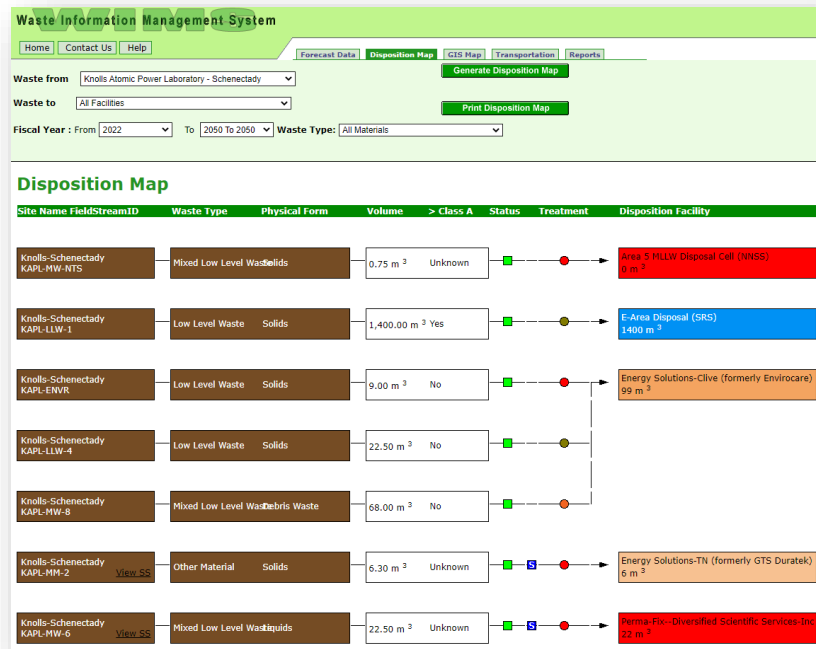 WIMS
Waste Information Management System
Home Contact Us Help
Forecast Data Disposition Map GIS Map Transportation Reports
Waste from Knolls Atomic Power Laboratory - Schenectady Generate Disposition Map
Waste to All Facilities Print Disposition Map
Fiscal Year : From 2022 To 2050 To 2050 Waste Type: All Materials
Disposition Map
Site Name FieldStreamID Waste Type Physical Form Volume > Class A Status Treatment Disposition Facility
Knolls-Schenectady
KAPL-MW-NTS
Mixed Low Level Waste Solids 0.75 m 3 Unknown
Area 5 MLLW Disposal Cell (NNSS)
0 m 3
Knolls-Schenectady
KAPL-LLW-1
Low Level Waste Solids 1,400.00 m 3 Yes
E-Area Disposal (SRS)
1400 m 3
Knolls-Schenectady
KAPL-ENVR
Low Level Waste Solids 9.00 m 3 No
Energy Solutions-Clive (formerly Envirocare)
99 m 3
Knolls-Schenectady
KAPL-LLW-4
Low Level Waste Solids 22.50 m 3 No
Knolls-Schenectady
KAPL-MW-8
Mixed Low Level Waste Debris Waste 68.00 m 3 No
Knolls-Schenectady
KAPL-MM-2 View SS
Other Material Solids 6.30 m 3 Unknown S
Energy Solutions-TN (formerly GTS Duratek)
6 m 3
Knolls-Schenectady
KAPL-MW-6 View SS
Mixed Low Level Waste Liquids 22.50 m 3 Unknown S
Perma-Fix--Diversified Scientific Services-Inc
22 m 3